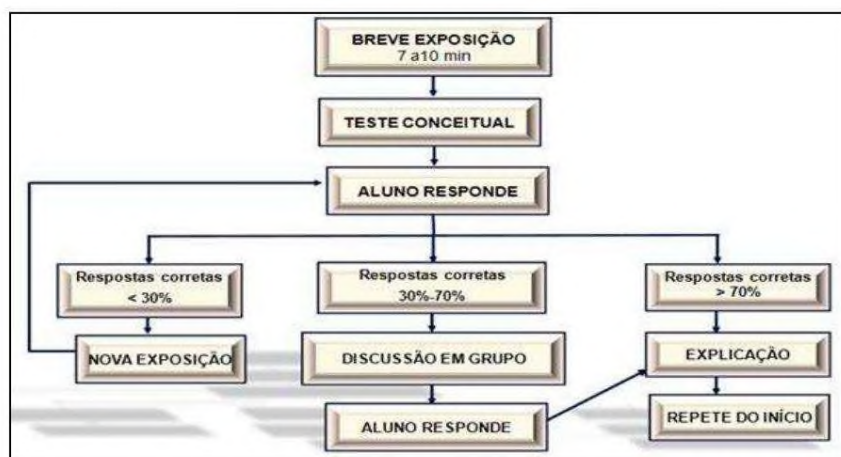 BREVE EXPOSIÇÃO
7 a10 min
TESTE CONCEITUAL
ALUNO RESPONDE
Respostas corretas
< 30%
Respostas corretas
30%-70%
Respostas corretas
> 70%
NOVA EXPOSIÇÃO
DISCUSSÃO EM GRUPO
EXPLICAÇÃO
ALUNO RESPONDE
REPETE DO INÍCIO